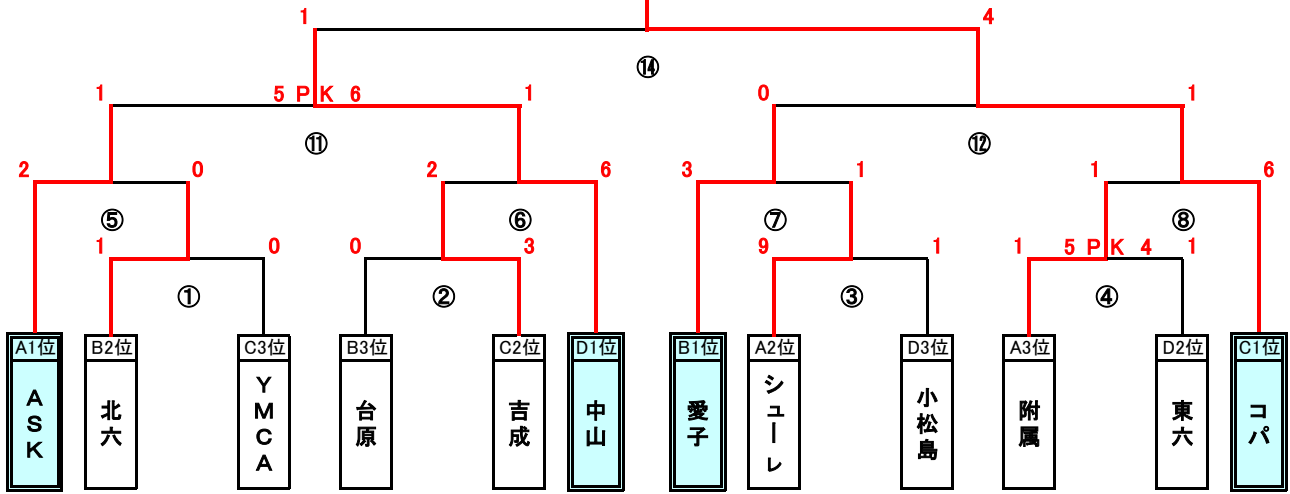 1 4
⑭
1 5 P K 6 1 0 1
⑪ ⑫
2 0 2 6 3 1 1 6
⑤ ⑥ ⑦ ⑧
1 0 0 3 9 1 1 5 P K 4 1
① ② ③ ④
A1位 B2位 C3位 B3位 C2位 D1位 B1位 A2位 D3位 A3位 D2位 C1位
ASK 北六 YMCA 台原 吉成 中山 愛子 シューレ 小松島 附属 東六 コパ